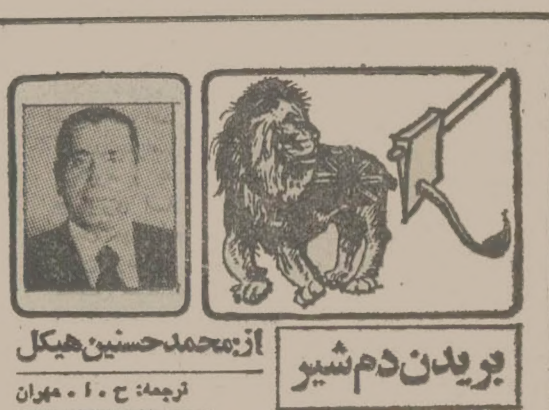 بریدن دم شیر
از: محمد حسنین هیکل
ترجمه: ح . ا . مهران